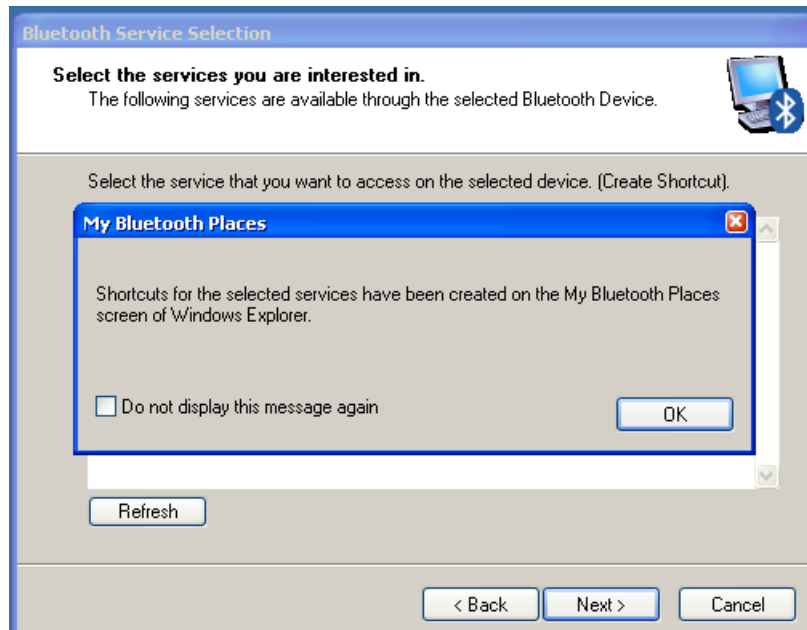 Bluetooth Service Selection
Select the services you are interested in.
The following services are available through the selected Bluetooth Device.
Select the service that you want to access on the selected device. (Create Shortcut).
My Bluetooth Places
Shortcuts for the selected services have been created on the My Bluetooth Places
screen of Windows Explorer.
Do not display this message again
OK
Refresh
< Back
Next >
Cancel